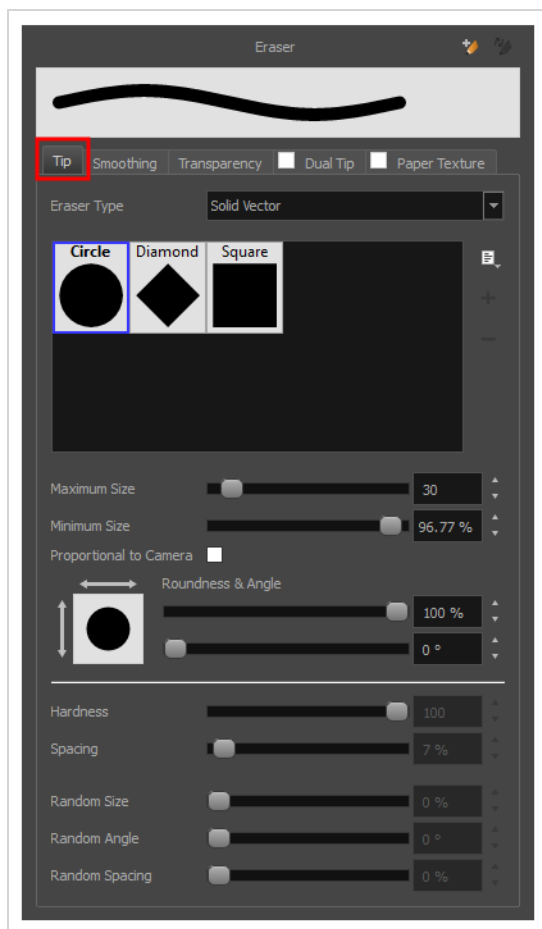 Eraser
Tip Smoothing Transparency Dual Tip Paper Texture
Eraser Type Solid Vector
Circle Diamond Square
Maximum Size 30
Minimum Size 96.77 %
Proportional to Camera
Roundness & Angle
100 %
0 °
Hardness 100
Spacing 7 %
Random Size 0 %
Random Angle 0 °
Random Spacing 0 %